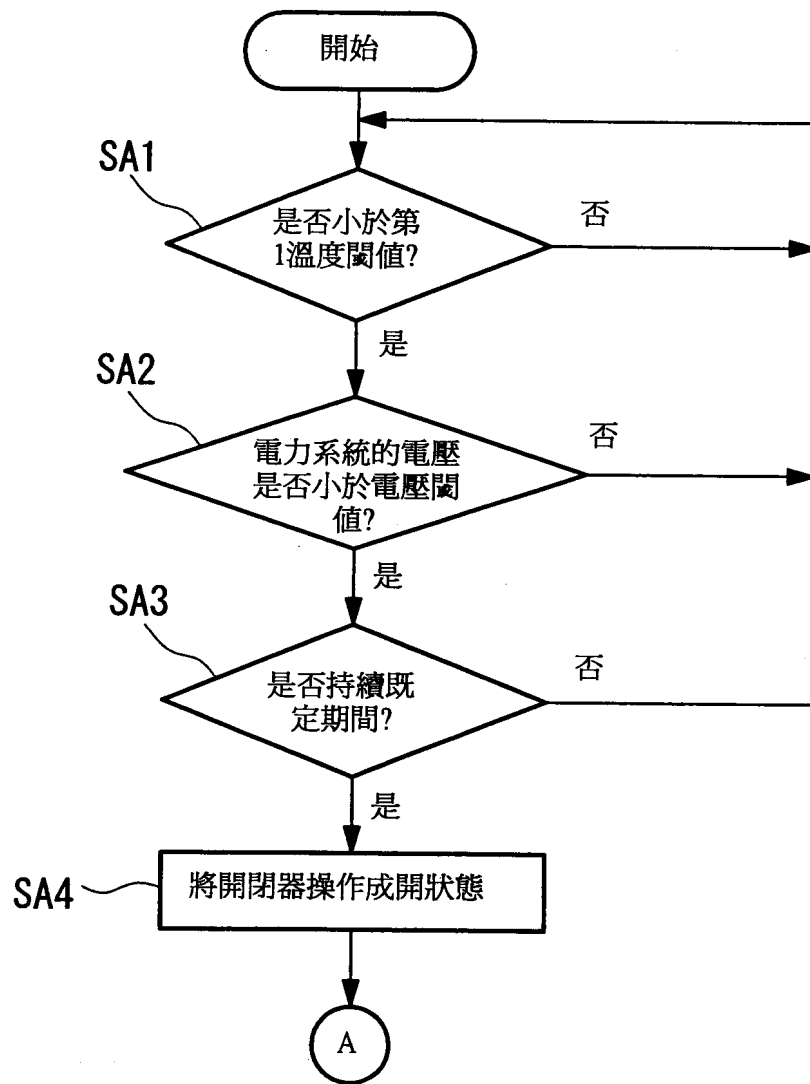 開始
SA1
是否小於第
1溫度閾值?
否
是
SA2
電力系統的電壓
是否小於電壓閾
值?
否
是
SA3
是否持續既
定期間?
否
是
SA4
將開閉器操作成開狀態
A